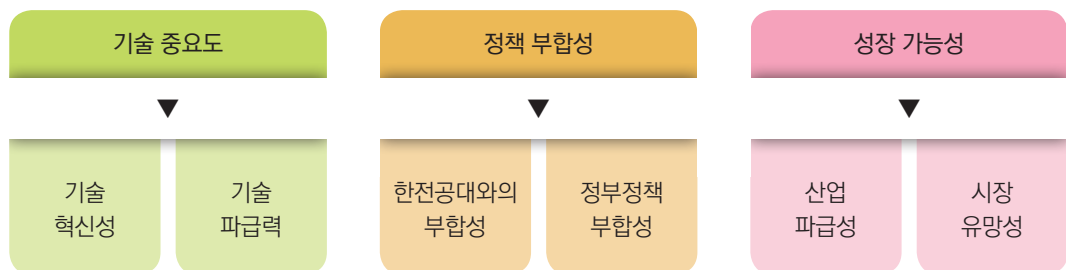 기술 중요도
정책 부합성
성장 가능성
▼
▼
▼
기술
혁신성
기술
파급력
한전공대와의
부합성
정부정책
부합성
산업
파급성
시장
유망성